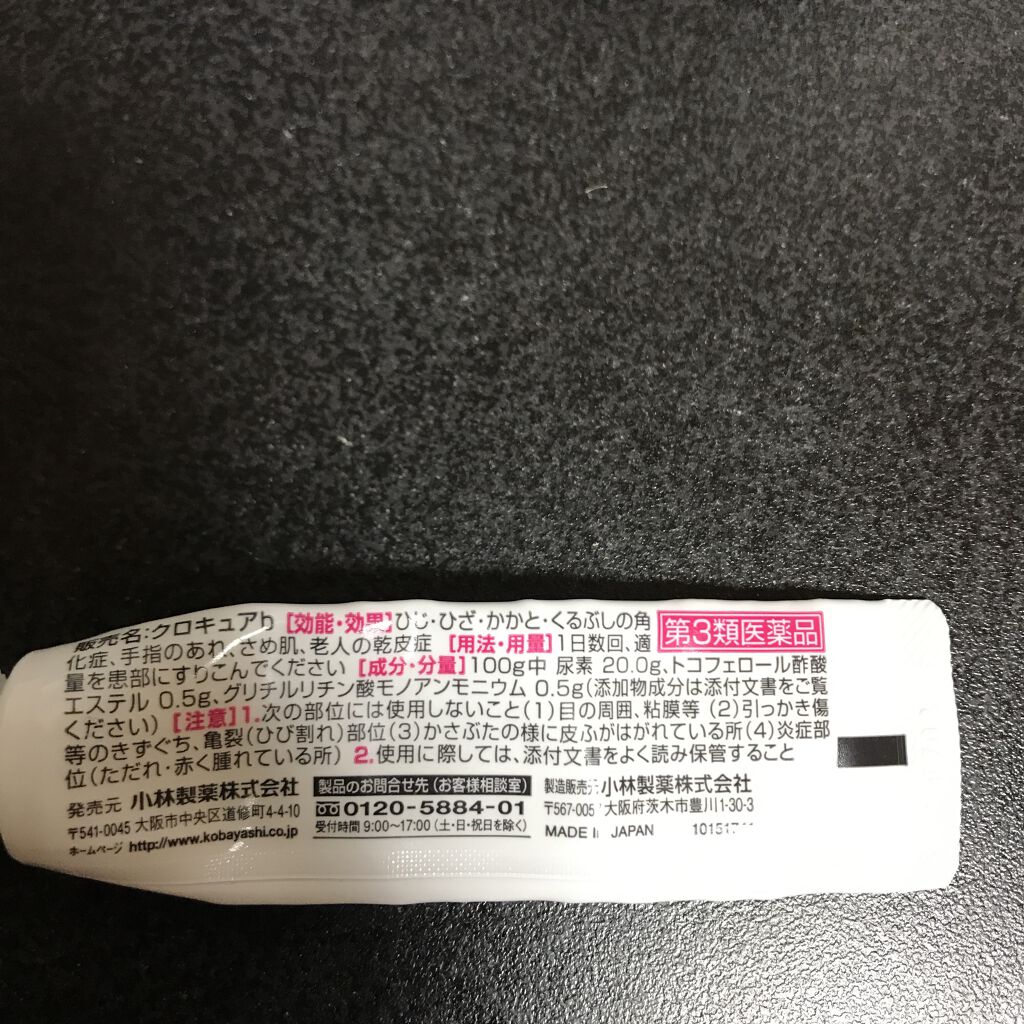 販売名:クロキュアb [効能・効果]ひじ・ひざ・かかと・くるぶしの角
第3類医薬品
化症、手指のあれ、さめ肌、老人の乾皮症 [用法・用量]1日数回、適
量を患部にすりこんでください [成分・分量]100g中 尿素 20.0g、トコフェロール酢酸
エステル 0.5g、グリチルリチン酸モノアンモニウム 0.5g(添加物成分は添付文書をご覧
ください) [注意]1.次の部位には使用しないこと(1)目の周囲、粘膜等 (2)引っかき傷
等のきずぐち、亀裂(ひび割れ)部位(3)かさぶたの様に皮ふがはがれている所(4)炎症部
位(ただれ・赤く腫れている所) 2.使用に際しては、添付文書をよく読み保管すること
発売元 小林製薬株式会社
〒541-0045 大阪市中央区道修町4-4-10
ホームページ http://www.kobayashi.co.jp
製品のお問合せ先(お客様相談室)
0120-5884-01
受付時間 9:00〜17:00(土・日・祝日を除く)
製造販売元 小林製薬株式会社
〒567-005 大阪府茨木市豊川1-30-3
MADE In JAPAN